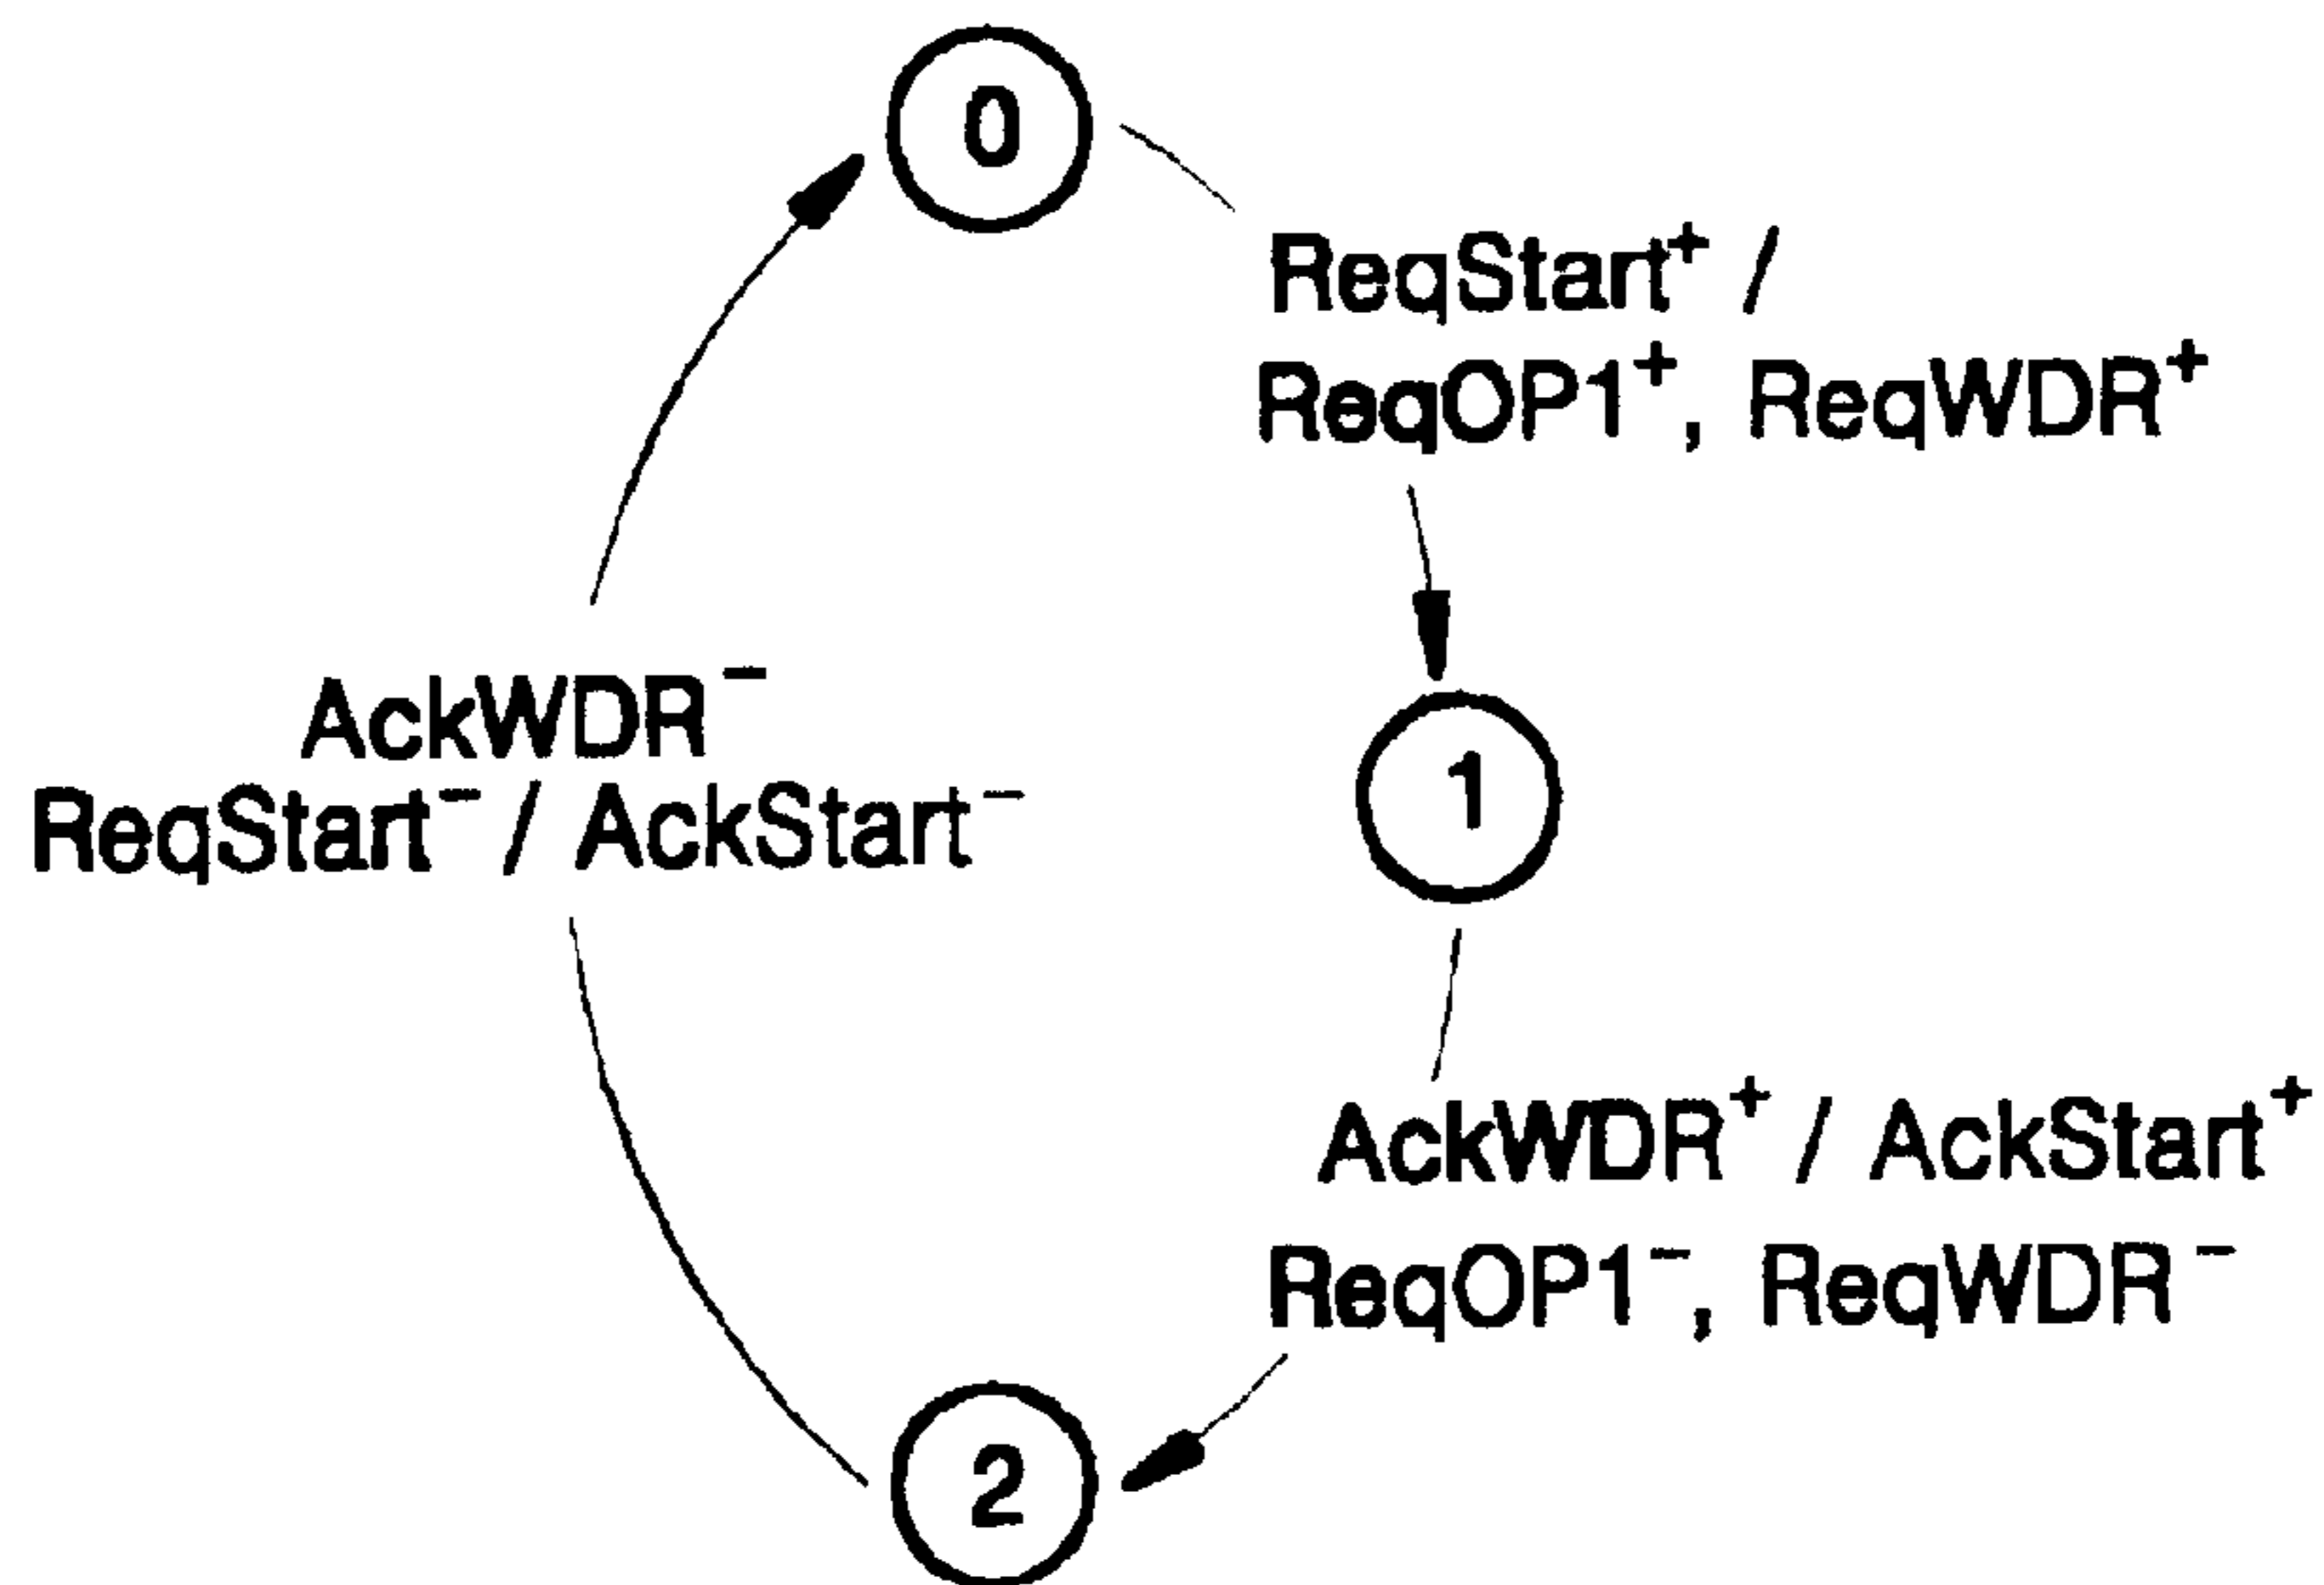 0
ReqStart⁺ /
ReqOP1⁺, ReqWDR⁺
AckWDR⁻
ReqStart⁻ / AckStart⁻
1
AckWDR⁺ / AckStart⁺
ReqOP1⁻, ReqWDR⁻
2